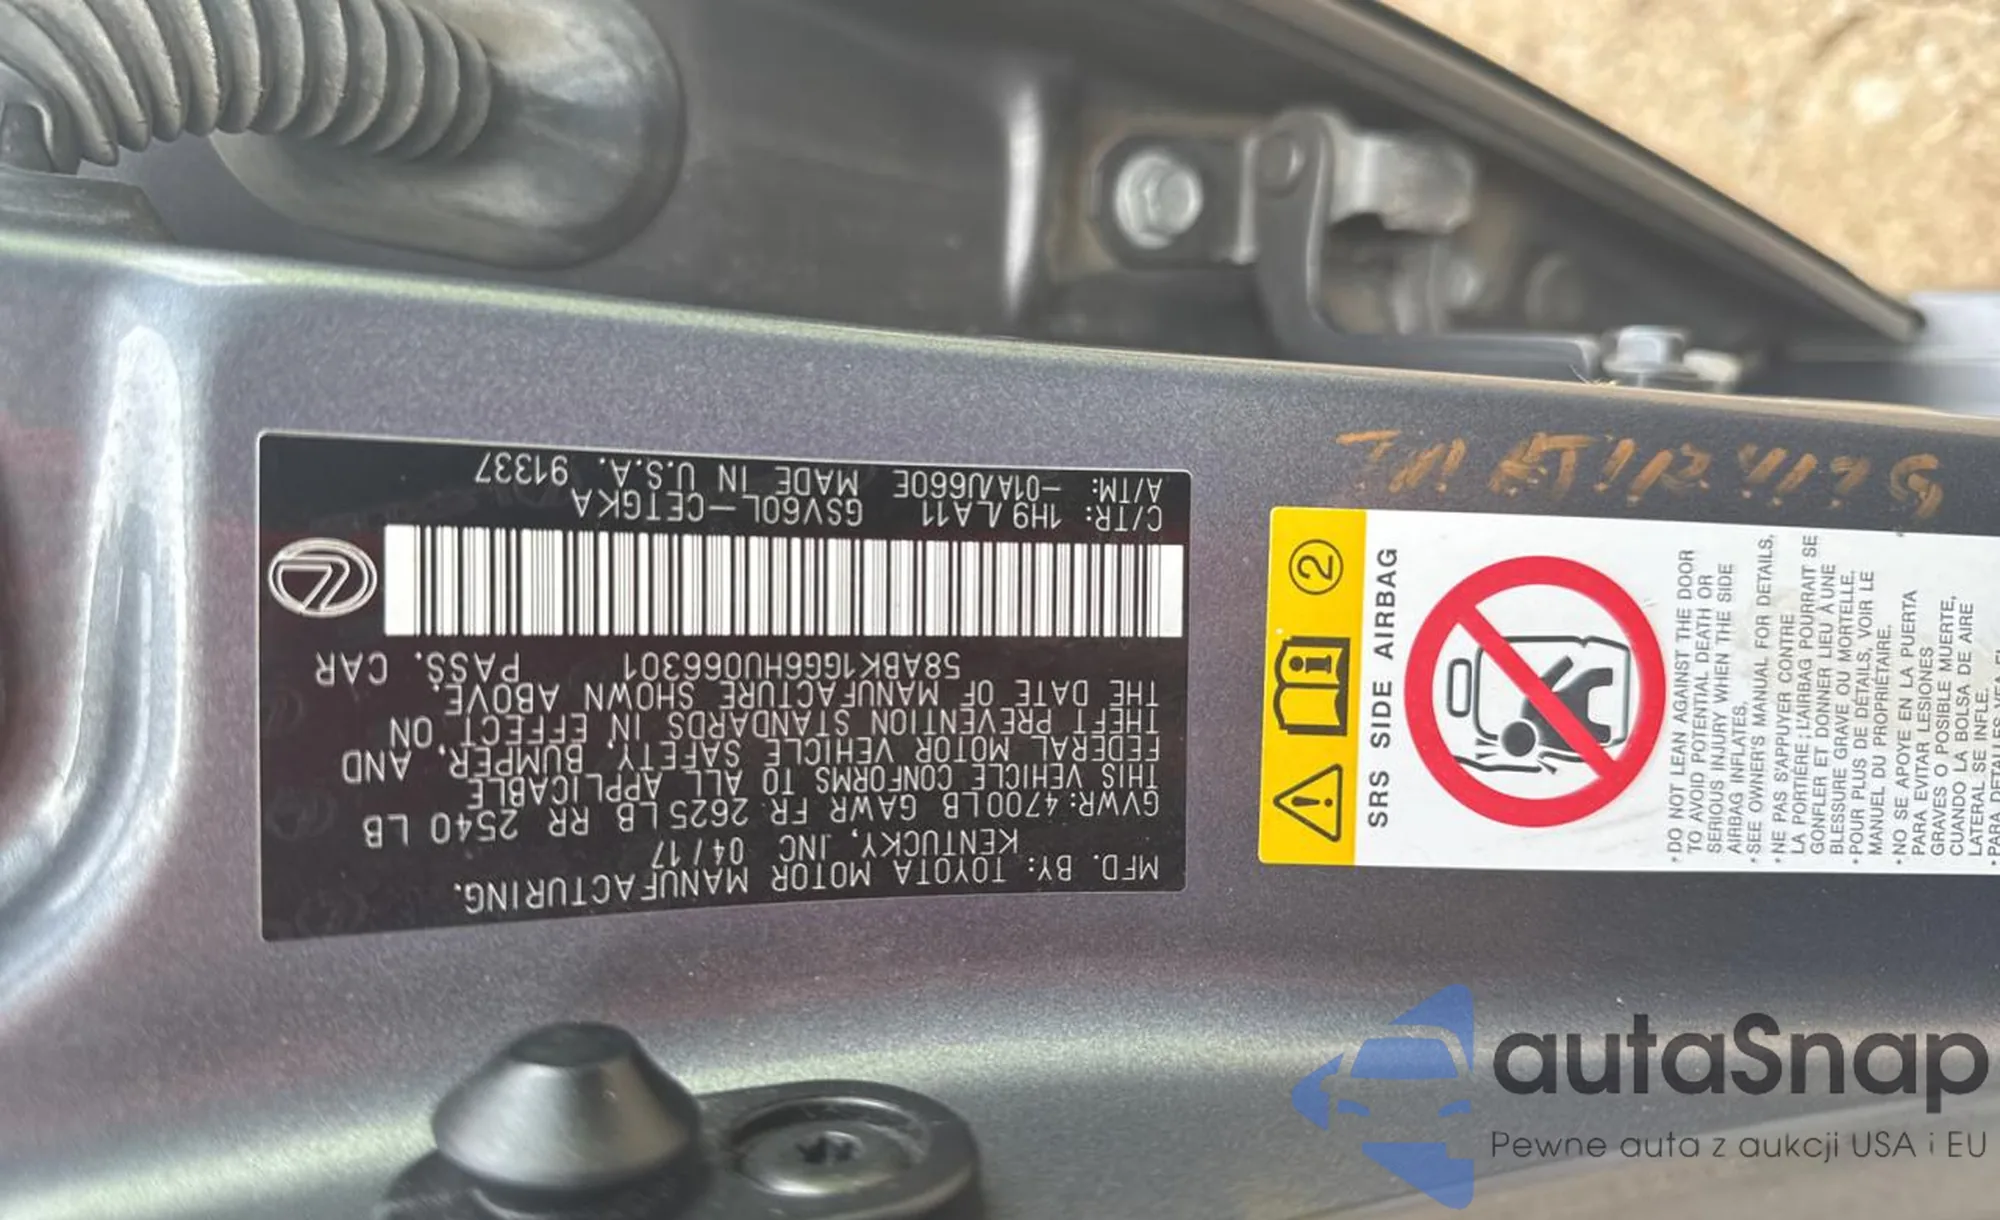 MFD. BY: TOYOTA MOTOR MANUFACTURING.
KENTUCKY, INC 04/17
GVWR: 4700LB GAWR FR 2625LB RR 2540 LB
THIS VEHICLE CONFORMS TO ALL APPLICABLE
FEDERAL MOTOR VEHICLE SAFETY, BUMPER, AND
THEFT PREVENTION STANDARDS IN EFFECT ON
THE DATE OF MANUFACTURE SHOWN ABOVE.
58ABK1GG6HU066301 PASS. CAR
C/TR: 1H9/LA11 GSV60L-CETGKA
A/TM: -01A/U660E MADE IN U.S.A. 91337
2
SRS SIDE AIRBAG
• DO NOT LEAN AGAINST THE DOOR
TO AVOID POTENTIAL DEATH OR
SERIOUS INJURY WHEN THE SIDE
AIRBAG INFLATES.
• SEE OWNER'S MANUAL FOR DETAILS.
• NE PAS S'APPUYER CONTRE
LA PORTIÈRE; L'AIRBAG POURRAIT SE
GONFLER ET DONNER LIEU À UNE
BLESSURE GRAVE OU MORTELLE.
• POUR PLUS DE DÉTAILS, VOIR LE
MANUEL DU PROPRIÉTAIRE.
• NO SE APOYE EN LA PUERTA
PARA EVITAR LESIONES
GRAVES O POSIBLE MUERTE,
CUANDO LA BOLSA DE AIRE
LATERAL SE INFLE.
• PARA DETALLES VEA EL
autaSnap
Pewne auta z aukcji USA i EU